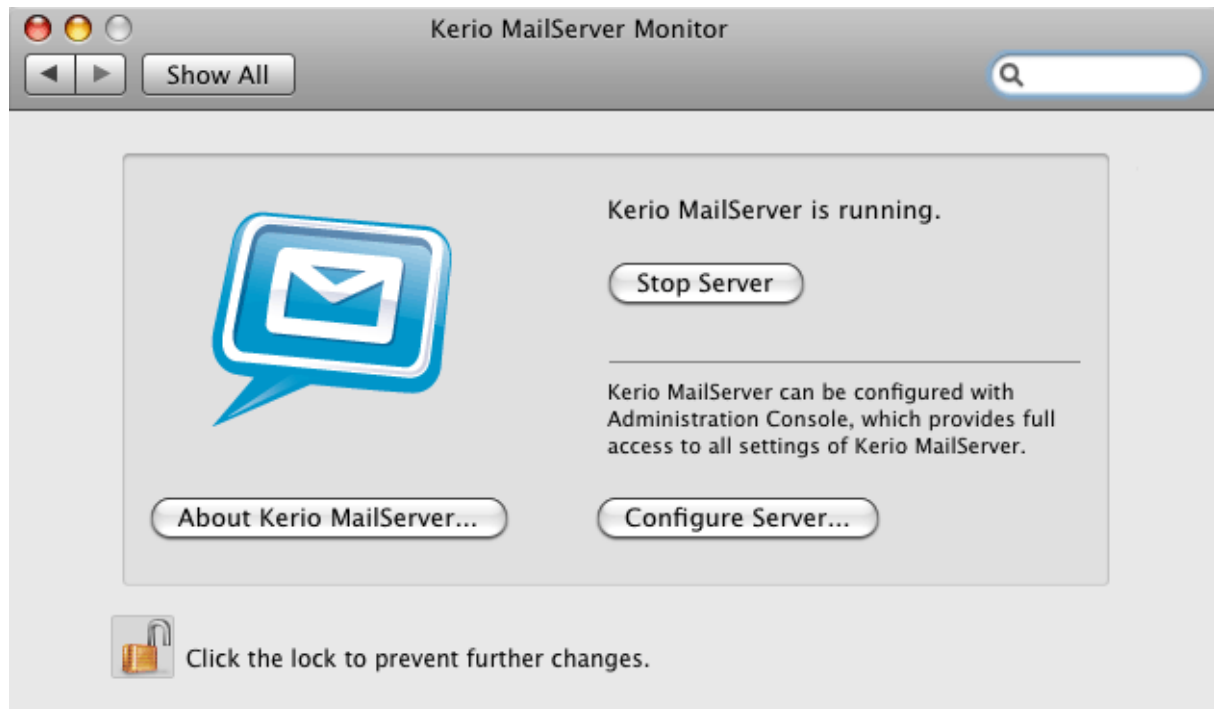 Kerio MailServer Monitor
Show All
Kerio MailServer is running.
Stop Server
Kerio MailServer can be configured with
Administration Console, which provides full
access to all settings of Kerio MailServer.
About Kerio MailServer...
Configure Server...
Click the lock to prevent further changes.